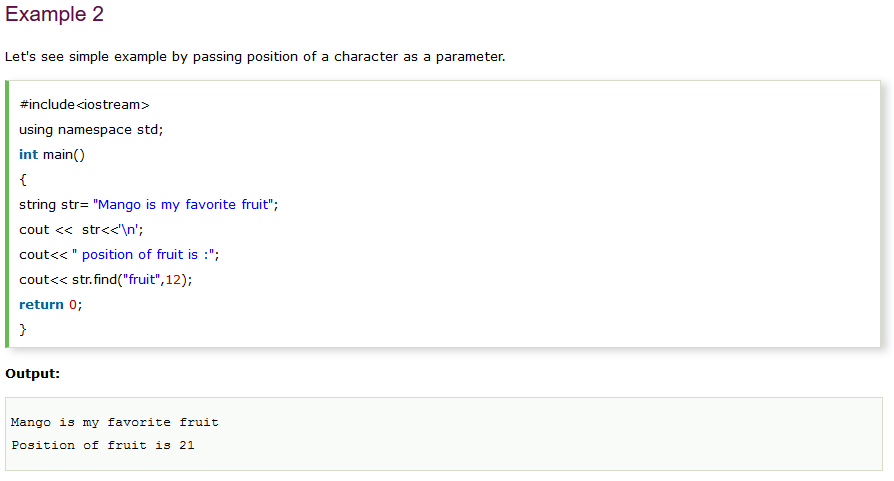 Example 2
Let's see simple example by passing position of a character as a parameter.
#include<iostream>
using namespace std;
int main()
{
string str= "Mango is my favorite fruit";
cout <<  str<<'\n';
cout<< " position of fruit is :";
cout<< str.find("fruit",12);
return 0;
}
Output:
Mango is my favorite fruit
Position of fruit is 21